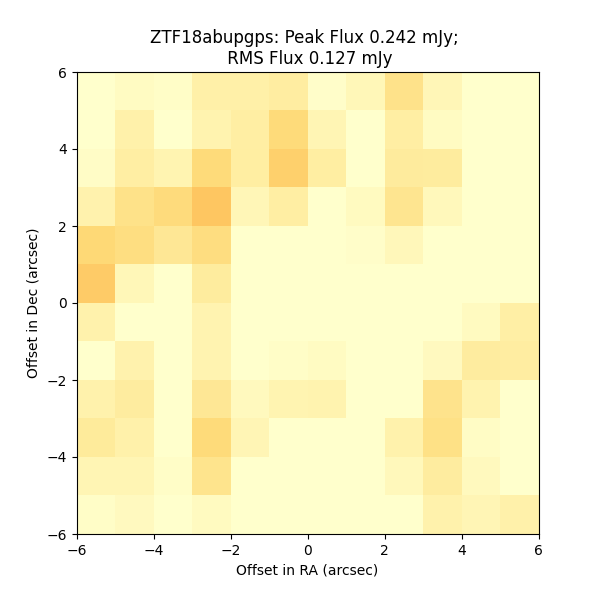 ZTF18abupgps: Peak Flux 0.242 mJy;
RMS Flux 0.127 mJy
6
4
2
0
−2
−4
−6
Offset in Dec (arcsec)
−6 −4 −2 0 2 4 6
Offset in RA (arcsec)